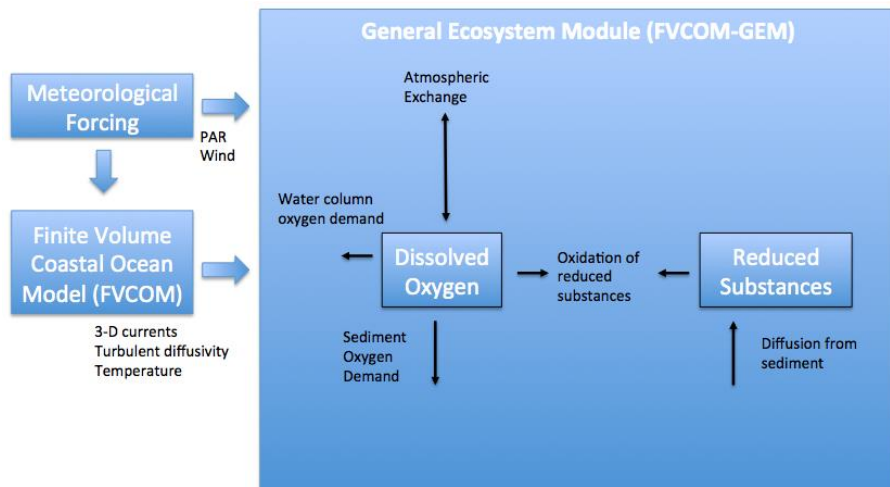 General Ecosystem Module (FVCOM-GEM)
Meteorological
Forcing
PAR
Wind
Finite Volume
Coastal Ocean
Model (FVCOM)
3-D currents
Turbulent diffusivity
Temperature
Atmospheric
Exchange
Water column
oxygen demand
Dissolved
Oxygen
Oxidation of
reduced
substances
Reduced
Substances
Sediment
Oxygen
Demand
Diffusion from
sediment